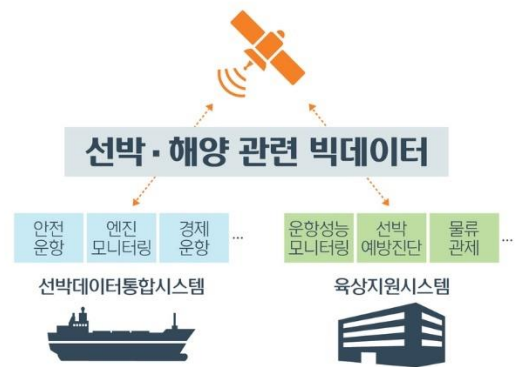 선박·해양 관련 빅데이터
안전 엔진 경제
운항 모니터링 운항 ...
운항성능 선박 물류
모니터링 예방진단 관제 ...
선박데이터통합시스템
육상지원시스템